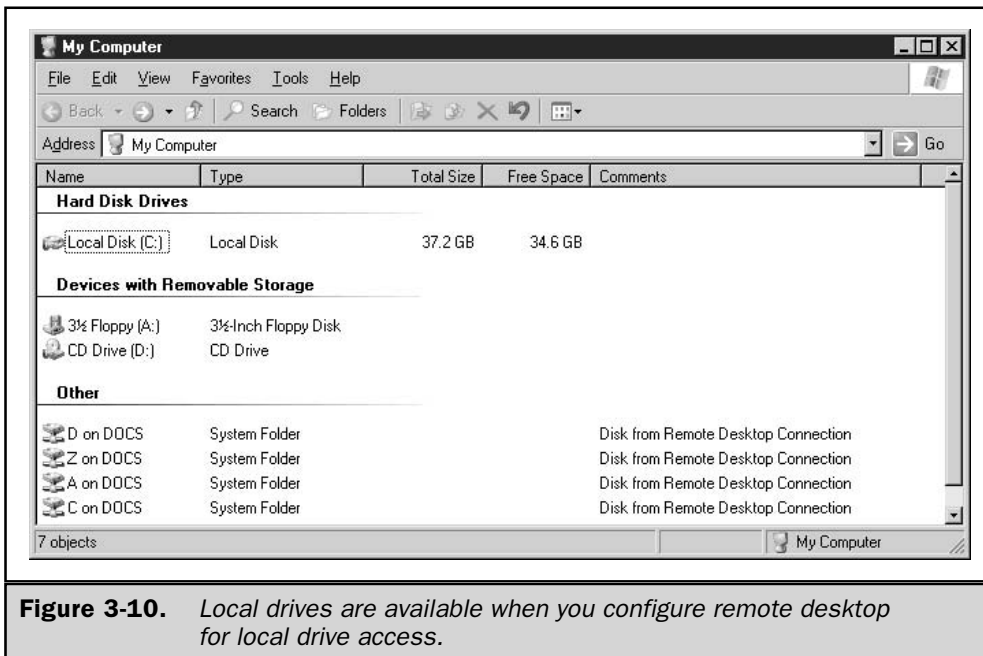 My Computer
File Edit View Favorites Tools Help
Back Search Folders
Address My Computer Go
Name Type Total Size Free Space Comments
Hard Disk Drives
Local Disk (C:) Local Disk 37.2 GB 34.6 GB
Devices with Removable Storage
3½ Floppy (A:) 3½-Inch Floppy Disk
CD Drive (D:) CD Drive
Other
D on DOCS System Folder Disk from Remote Desktop Connection
Z on DOCS System Folder Disk from Remote Desktop Connection
A on DOCS System Folder Disk from Remote Desktop Connection
C on DOCS System Folder Disk from Remote Desktop Connection
7 objects My Computer
Figure 3-10. Local drives are available when you configure remote desktop
for local drive access.